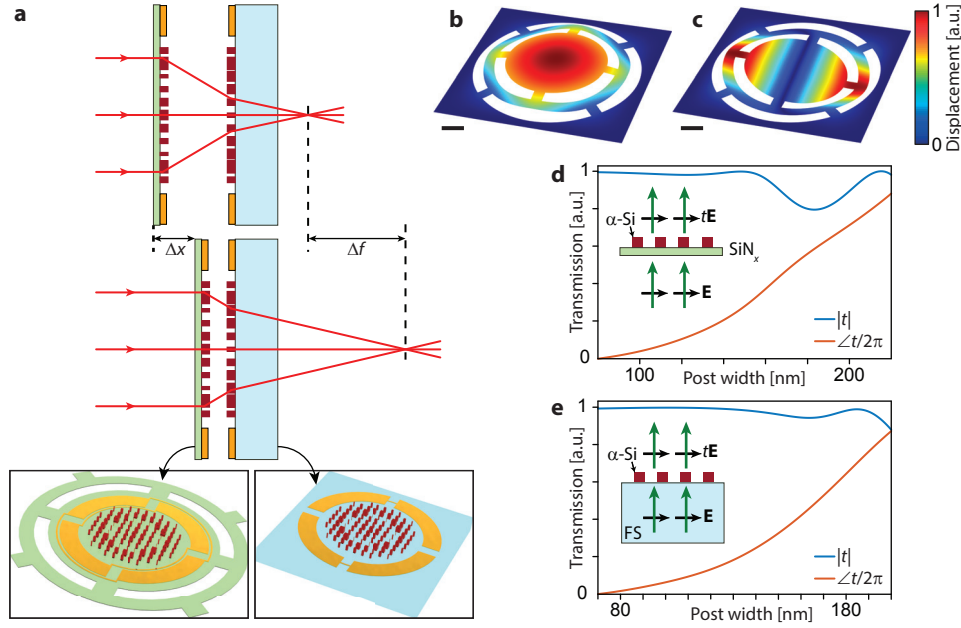 a
Δx
Δf
b
c
1
0
Displacement [a.u.]
d
1
0
Transmission [a.u.]
α-Si
tE
SiNₓ
E
|t|
∠t/2π
100
200
Post width [nm]
e
1
0
Transmission [a.u.]
α-Si
tE
E
FS
|t|
∠t/2π
80
180
Post width [nm]